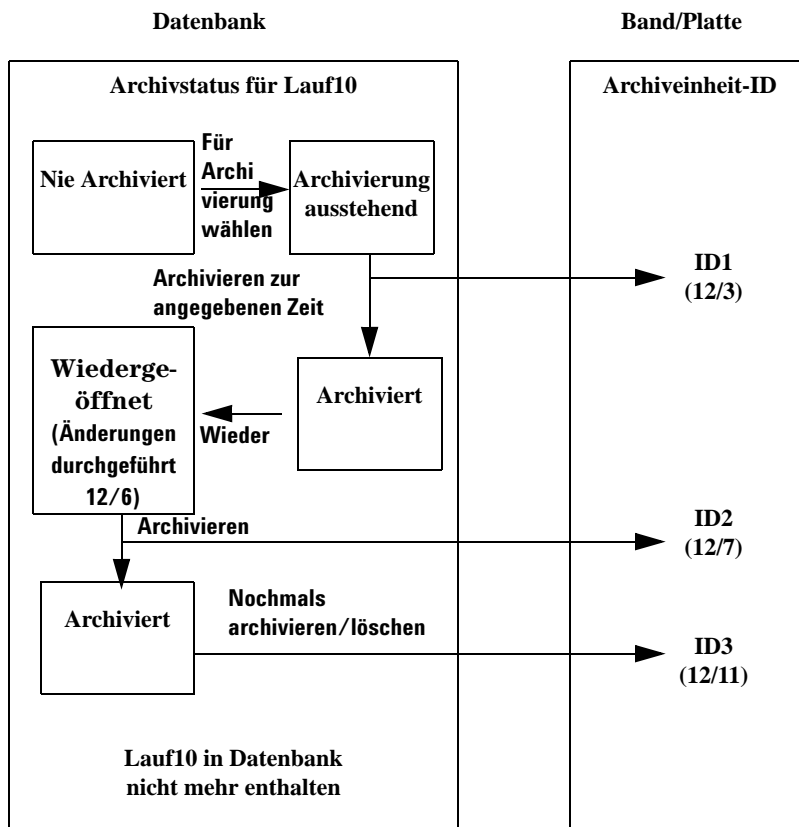 Datenbank
Band/Platte
Archivstatus für Lauf10
Archiveinheit-ID
Nie Archiviert
Für
Archi
vierung
wählen
Archivierung
ausstehend
Archivieren zur
angegebenen Zeit
ID1
(12/3)
Wiederge-
öffnet
(Änderungen
durchgeführt
12/6)
Wieder
Archiviert
Archivieren
ID2
(12/7)
Archiviert
Nochmals
archivieren/löschen
ID3
(12/11)
Lauf10 in Datenbank
nicht mehr enthalten